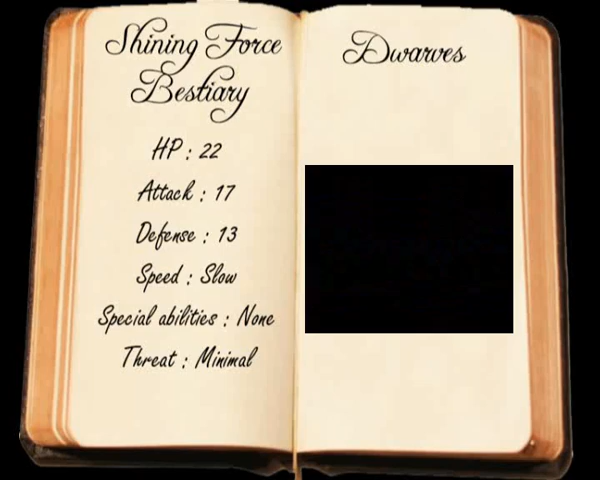 Shining Force
Bestiary
HP : 22
Attack : 17
Defense : 13
Speed : Slow
Special abilities : None
Threat : Minimal
Dwarves